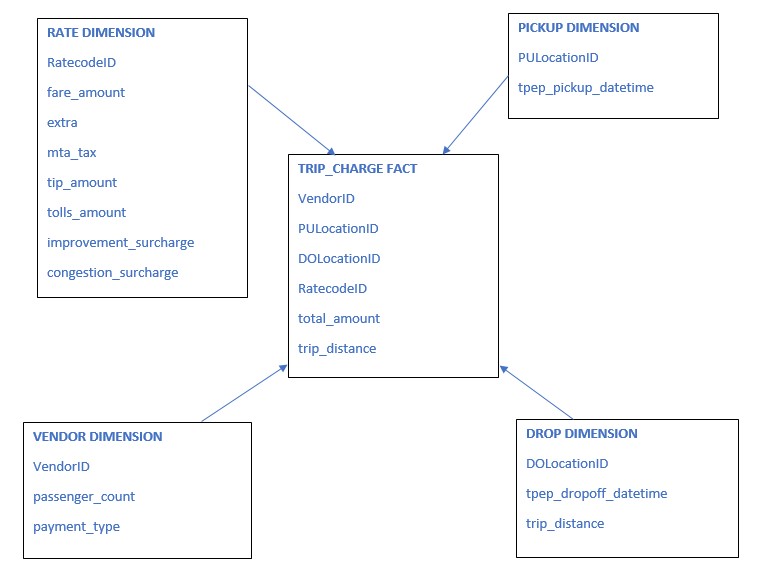 RATE DIMENSION
RatecodeID
fare_amount
extra
mta_tax
tip_amount
tolls_amount
improvement_surcharge
congestion_surcharge
PICKUP DIMENSION
PULocationID
tpep_pickup_datetime
TRIP_CHARGE FACT
VendorID
PULocationID
DOLocationID
RatecodeID
total_amount
trip_distance
VENDOR DIMENSION
VendorID
passenger_count
payment_type
DROP DIMENSION
DOLocationID
tpep_dropoff_datetime
trip_distance